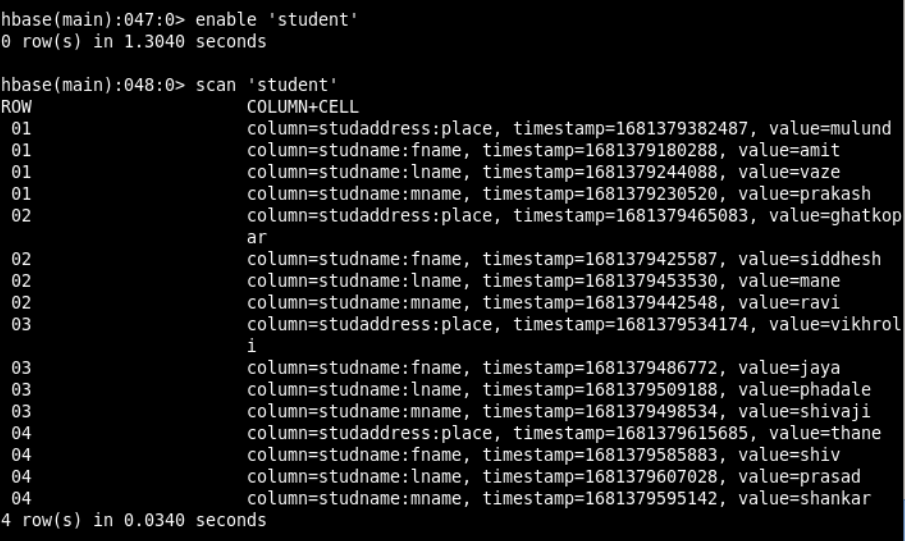 hbase(main):047:0> enable 'student'
0 row(s) in 1.3040 seconds
hbase(main):048:0> scan 'student'
ROW COLUMN+CELL
01 column=studaddress:place, timestamp=1681379382487, value=mulund
01 column=studname:fname, timestamp=1681379180288, value=amit
01 column=studname:lname, timestamp=1681379244088, value=vaze
01 column=studname:mname, timestamp=1681379230520, value=prakash
02 column=studaddress:place, timestamp=1681379465083, value=ghatkop
ar
02 column=studname:fname, timestamp=1681379425587, value=siddhesh
02 column=studname:lname, timestamp=1681379453530, value=mane
02 column=studname:mname, timestamp=1681379442548, value=ravi
03 column=studaddress:place, timestamp=1681379534174, value=vikhrol
i
03 column=studname:fname, timestamp=1681379486772, value=jaya
03 column=studname:lname, timestamp=1681379509188, value=phadale
03 column=studname:mname, timestamp=1681379498534, value=shivaji
04 column=studaddress:place, timestamp=1681379615685, value=thane
04 column=studname:fname, timestamp=1681379585883, value=shiv
04 column=studname:lname, timestamp=1681379607028, value=prasad
04 column=studname:mname, timestamp=1681379595142, value=shankar
4 row(s) in 0.0340 seconds